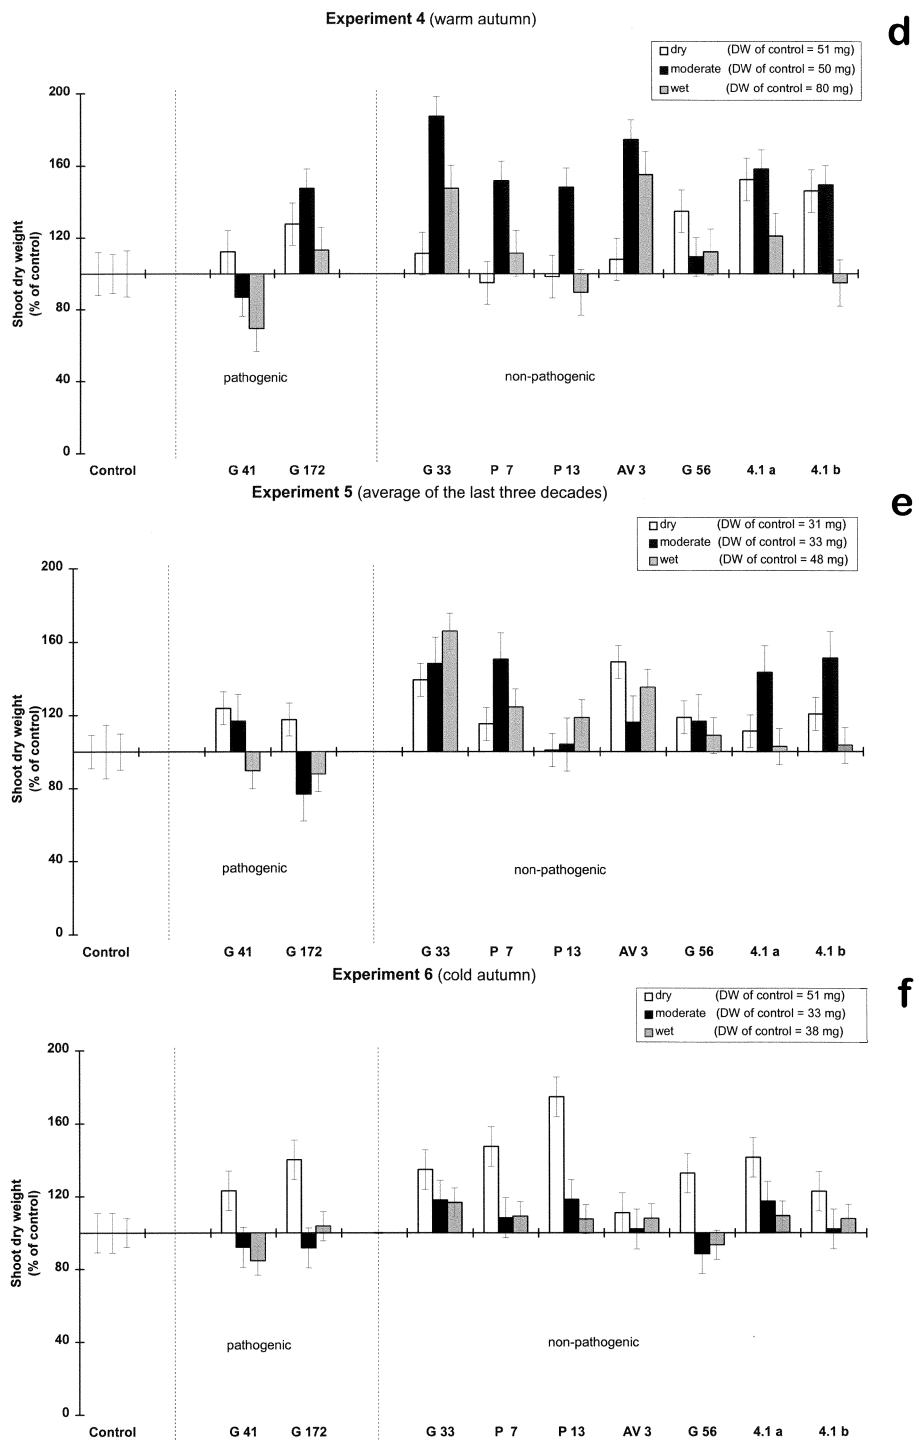 Experiment 4 (warm autumn)
d
dry (DW of control = 51 mg)
moderate (DW of control = 50 mg)
wet (DW of control = 80 mg)
Shoot dry weight
(% of control)
200
160
120
80
40
0
pathogenic
non-pathogenic
Control G 41 G 172 G 33 P 7 P 13 AV 3 G 56 4.1 a 4.1 b
Experiment 5 (average of the last three decades)
e
dry (DW of control = 31 mg)
moderate (DW of control = 33 mg)
wet (DW of control = 48 mg)
Shoot dry weight
(% of control)
200
160
120
80
40
0
pathogenic
non-pathogenic
Control G 41 G 172 G 33 P 7 P 13 AV 3 G 56 4.1 a 4.1 b
Experiment 6 (cold autumn)
f
dry (DW of control = 51 mg)
moderate (DW of control = 33 mg)
wet (DW of control = 38 mg)
Shoot dry weight
(% of control)
200
160
120
80
40
0
pathogenic
non-pathogenic
Control G 41 G 172 G 33 P 7 P 13 AV 3 G 56 4.1 a 4.1 b